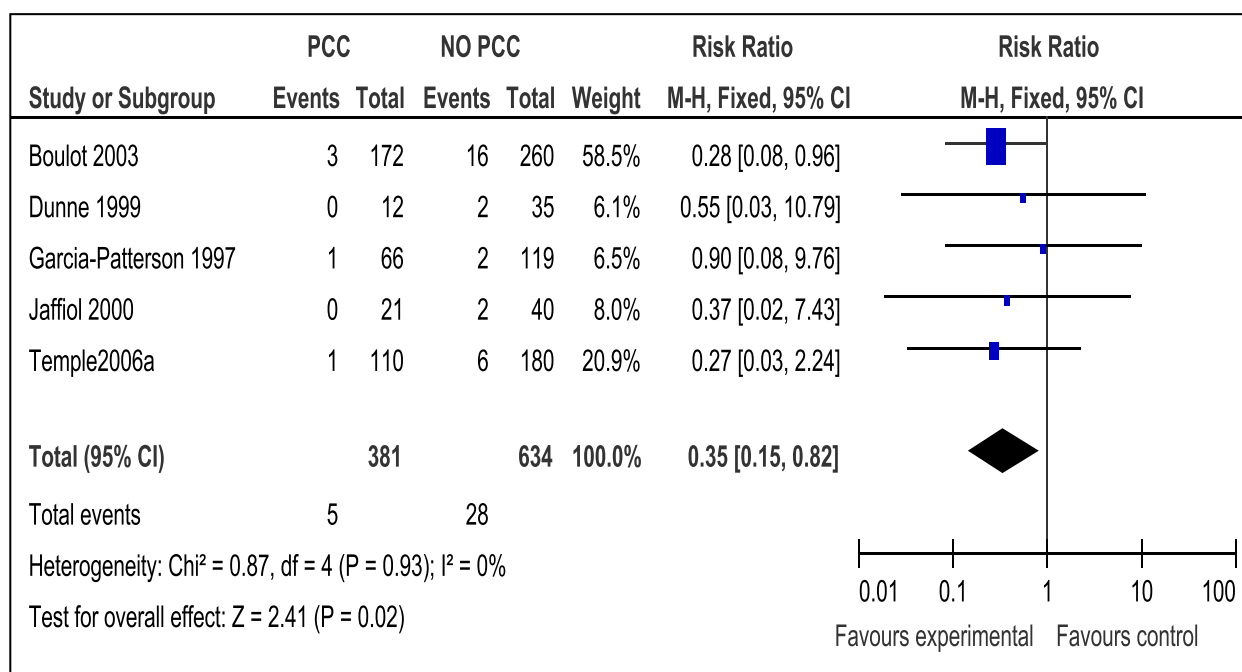 PCC NO PCC Risk Ratio Risk Ratio
Study or Subgroup Events Total Events Total Weight M-H, Fixed, 95% CI M-H, Fixed, 95% CI
Boulot 2003 3 172 16 260 58.5% 0.28 [0.08, 0.96]
Dunne 1999 0 12 2 35 6.1% 0.55 [0.03, 10.79]
Garcia-Patterson 1997 1 66 2 119 6.5% 0.90 [0.08, 9.76]
Jaffiol 2000 0 21 2 40 8.0% 0.37 [0.02, 7.43]
Temple2006a 1 110 6 180 20.9% 0.27 [0.03, 2.24]
Total (95% CI) 381 634 100.0% 0.35 [0.15, 0.82]
Total events 5 28
Heterogeneity: Chi² = 0.87, df = 4 (P = 0.93); I² = 0%
Test for overall effect: Z = 2.41 (P = 0.02)
0.01 0.1 1 10 100
Favours experimental Favours control